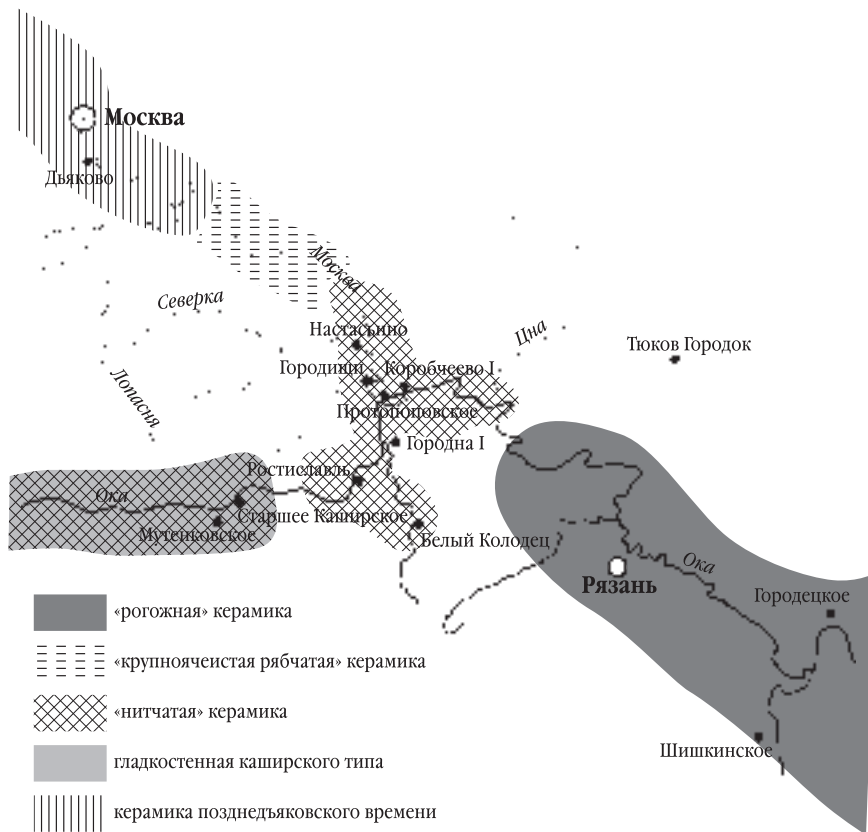 Москва
Дьяково
Москва
Северка
Настасьино
Цна
Тюков Городок
Городищи
Коробчеево I
Лопасня
Протопоповское
Городна I
Ростиславль
Ока
Старшее Каширское
Мутенковское
Белый Колодец
Ока
Рязань
Городецкое
«рогожная» керамика
«крупноячеистая рябчатая» керамика
«нитчатая» керамика
Шишкинское
гладкостенная каширского типа
керамика позднедъяковского времени